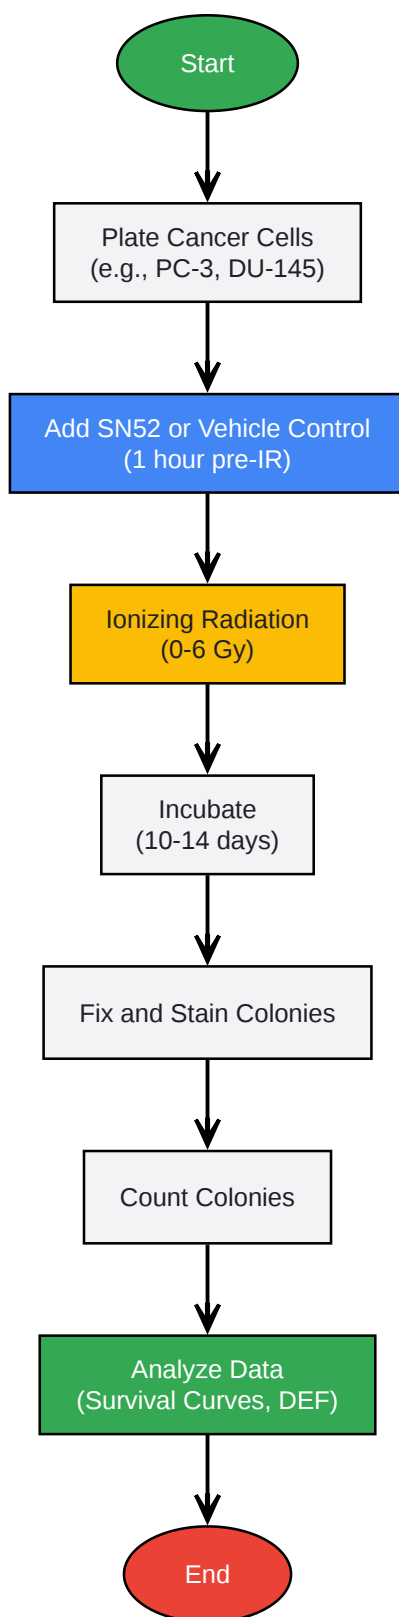 Start
Plate Cancer Cells
(e.g., PC-3, DU-145)
Add SN52 or Vehicle Control
(1 hour pre-IR)
Ionizing Radiation
(0-6 Gy)
Incubate
(10-14 days)
Fix and Stain Colonies
Count Colonies
Analyze Data
(Survival Curves, DEF)
End